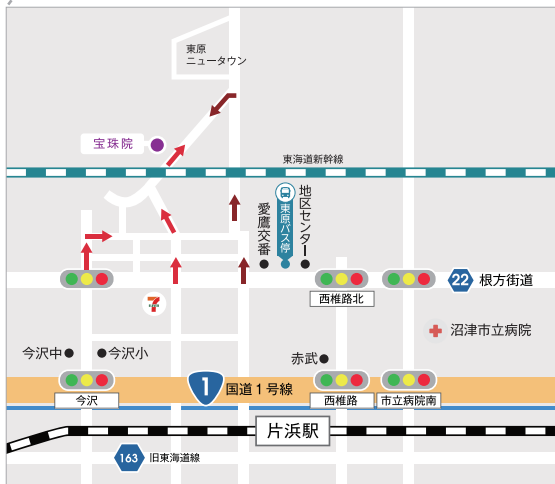 東原
ニュータウン
宝珠院
東海道新幹線
愛鷹交番
東原バス停
地区センター
22
根方街道
西椎路北
7
ELEVEN
沼津市立病院
今沢中
今沢小
赤武
1
国道1号線
今沢
西椎路
市立病院南
片浜駅
163
旧東海道線